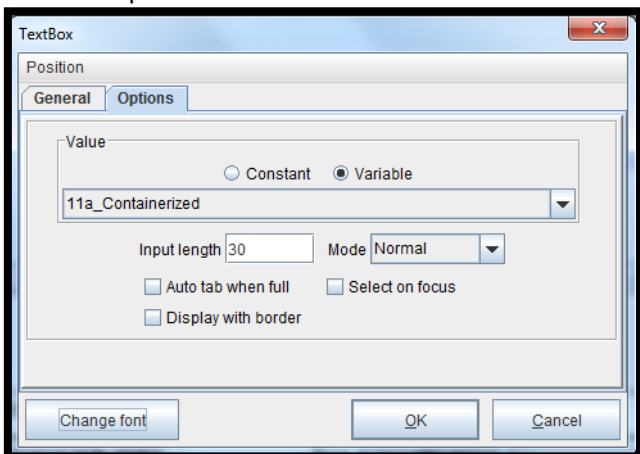 TextBox
Position
General Options
Value
Constant Variable
11a_Containerized
Input length 30 Mode Normal
Auto tab when full Select on focus
Display with border
Change font OK Cancel